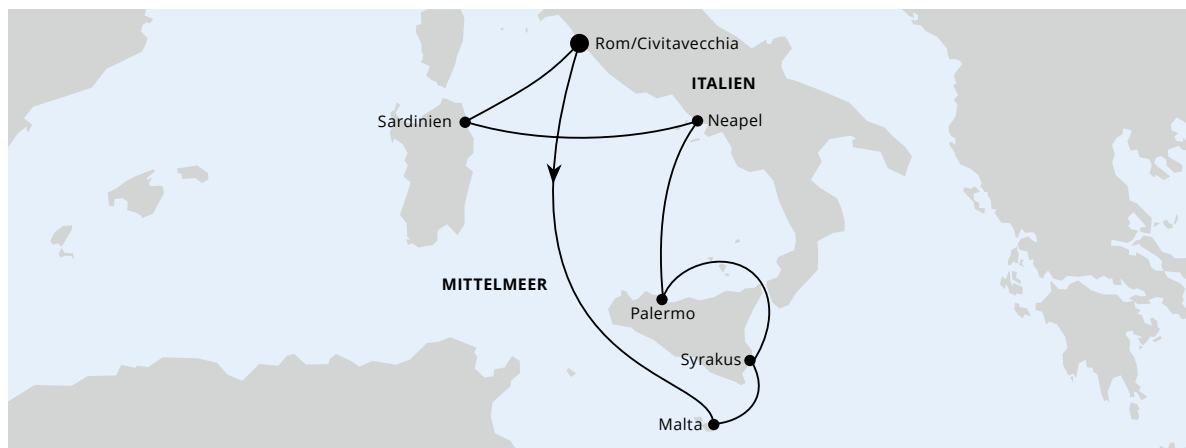 Rom/Civitavecchia
ITALIEN
Sardinien
Neapel
MITTELMEER
Palermo
Syrakus
Malta